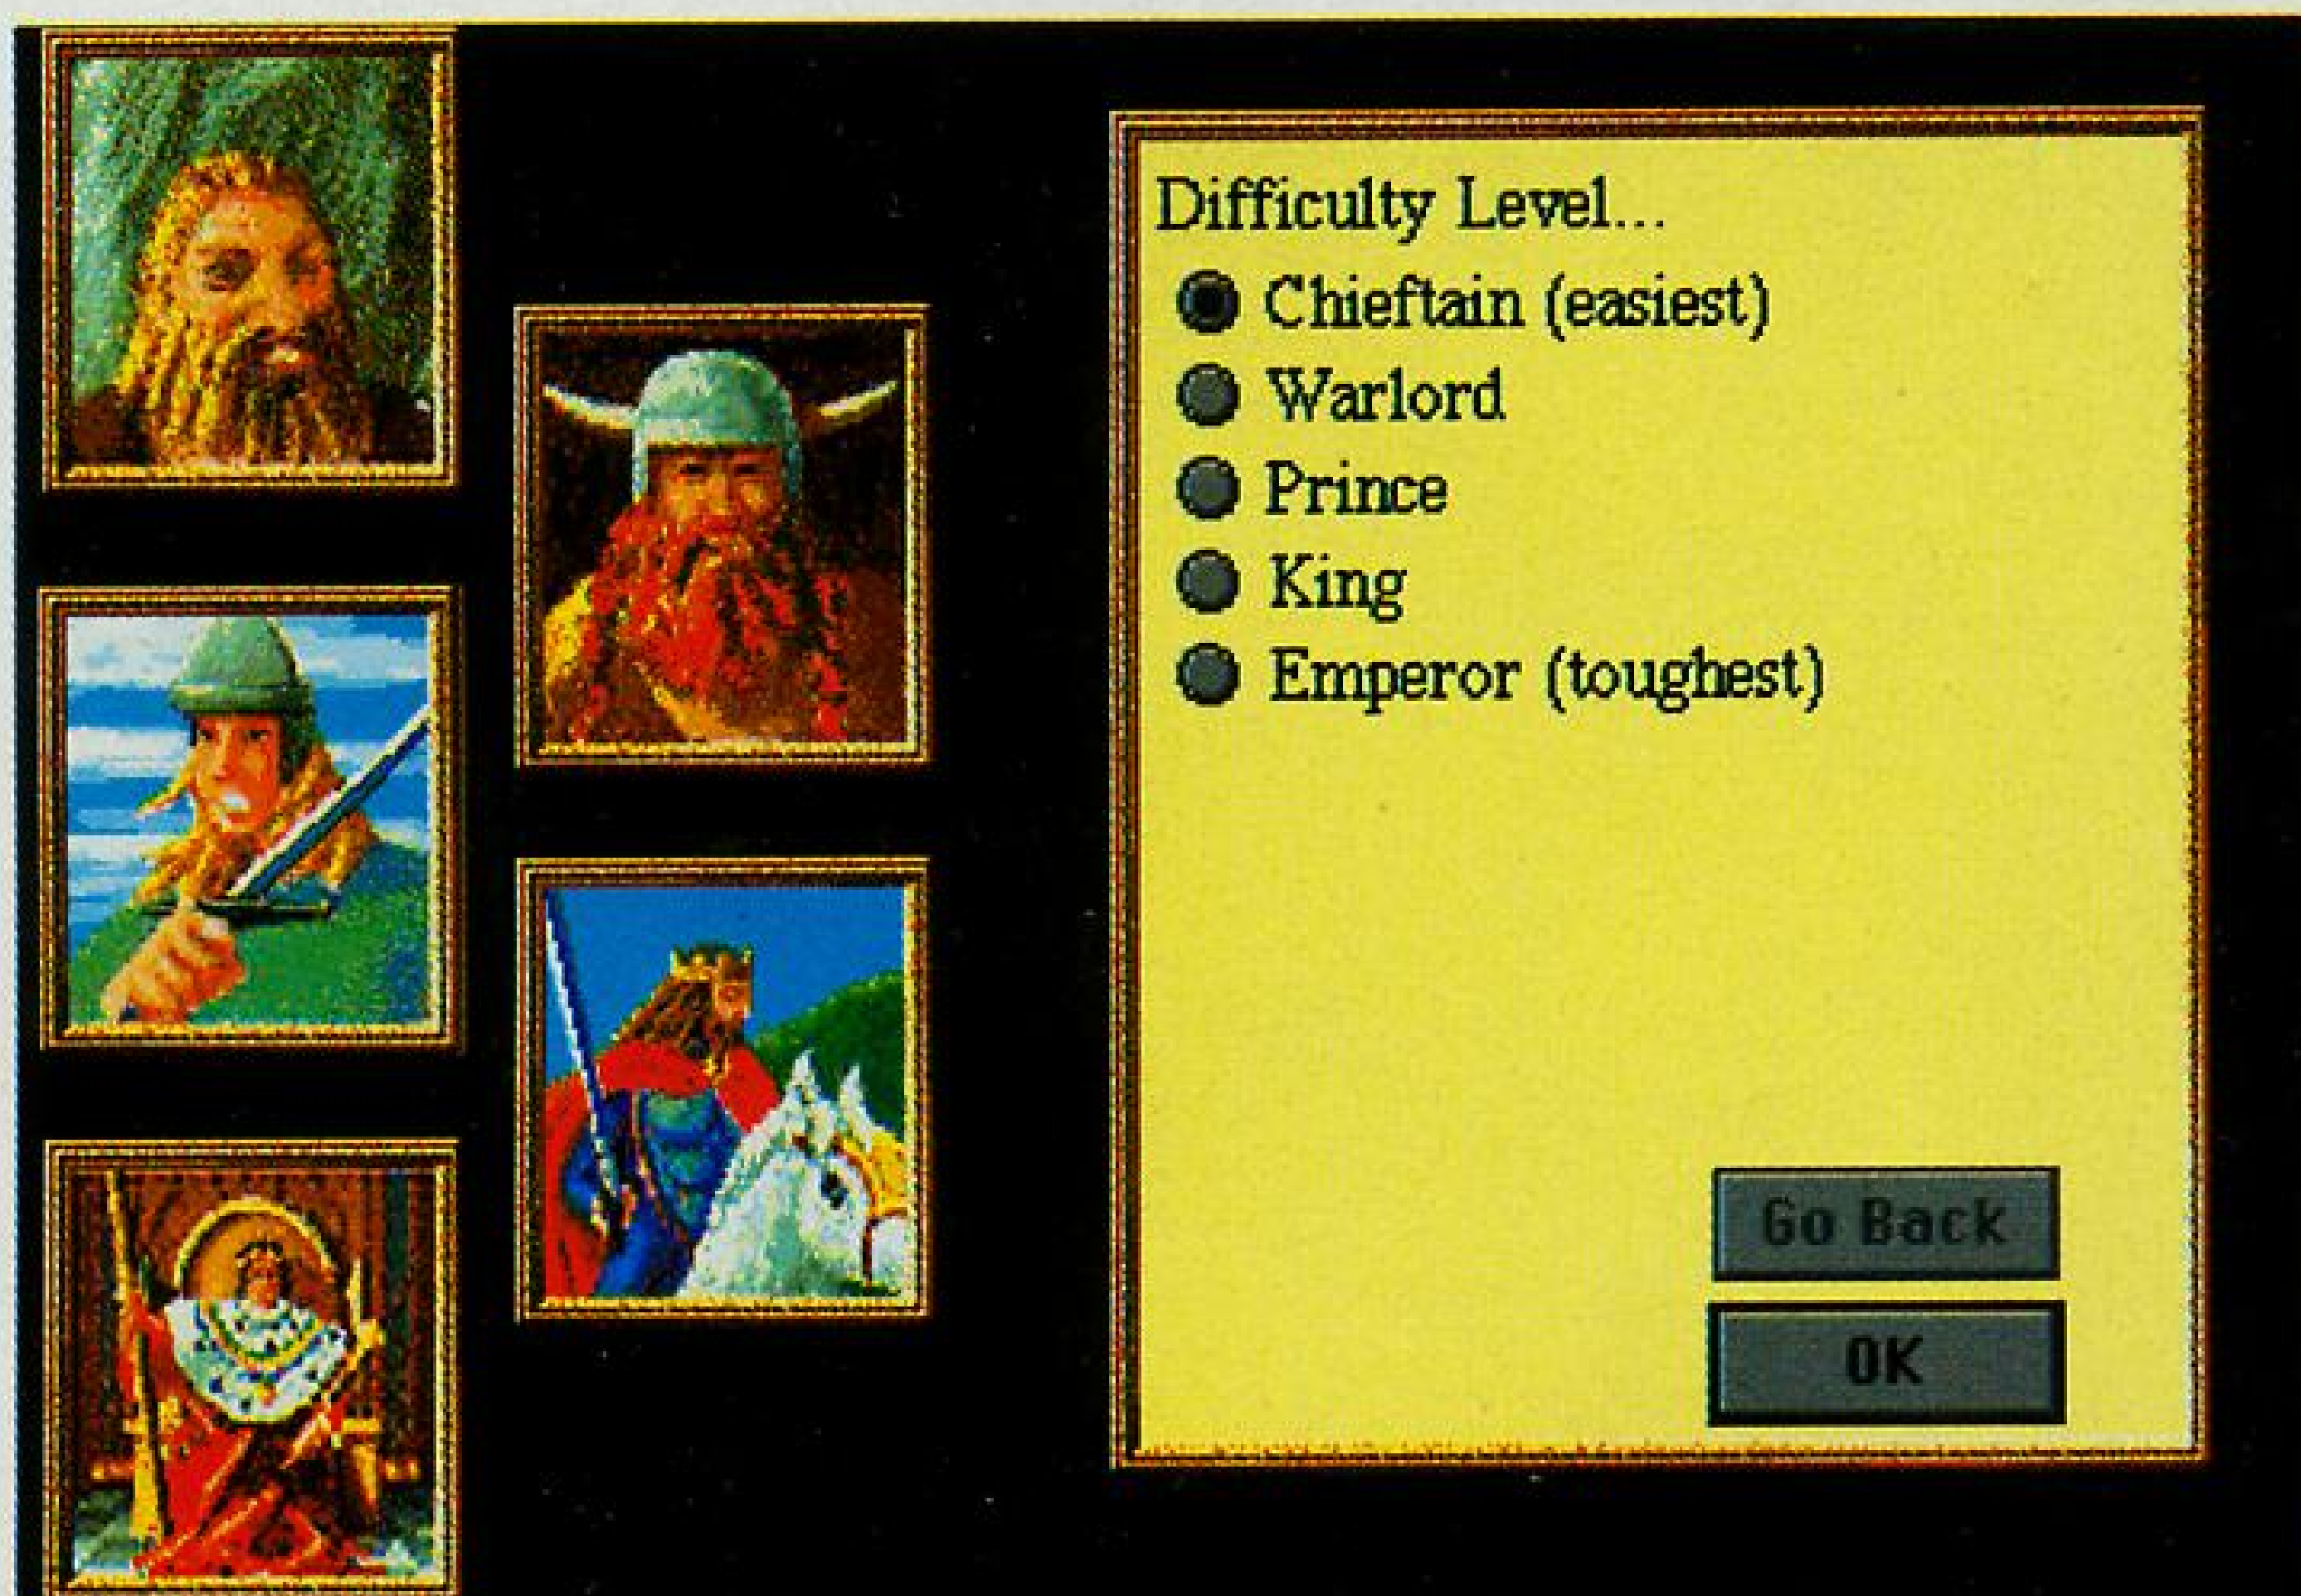 Difficulty Level...
Chieftain (easiest)
Warlord
Prince
King
Emperor (toughest)
Go Back
OK